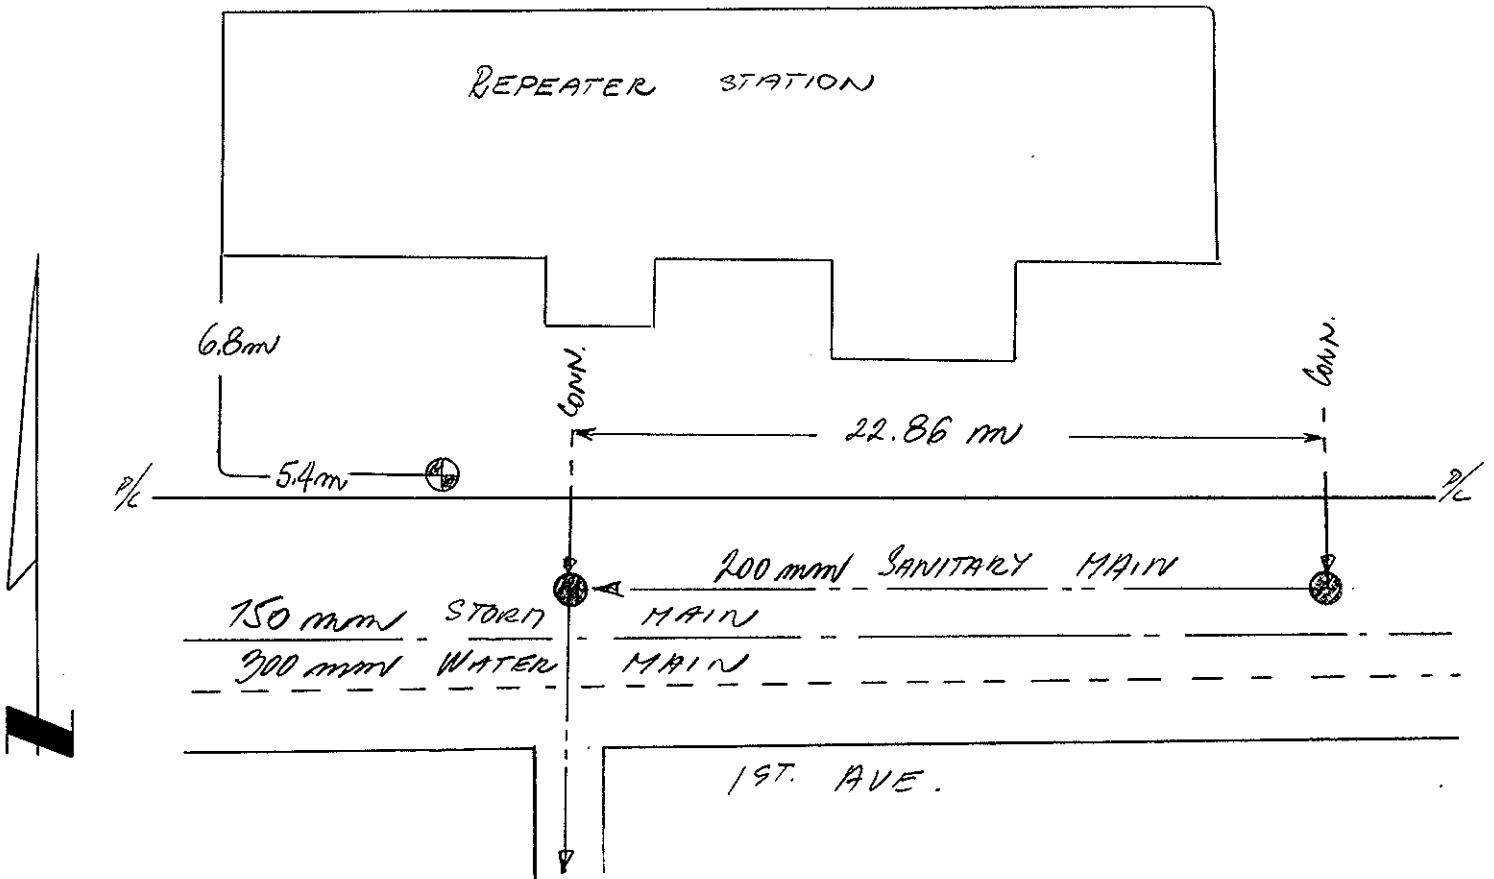 REPEATER STATION
6.8m
CONN.
CONN.
22.86 m
5.4m
P/L
P/L
200 mm SANITARY MAIN
150 mm STORM MAIN
300 mm WATER MAIN
1ST. AVE.
N